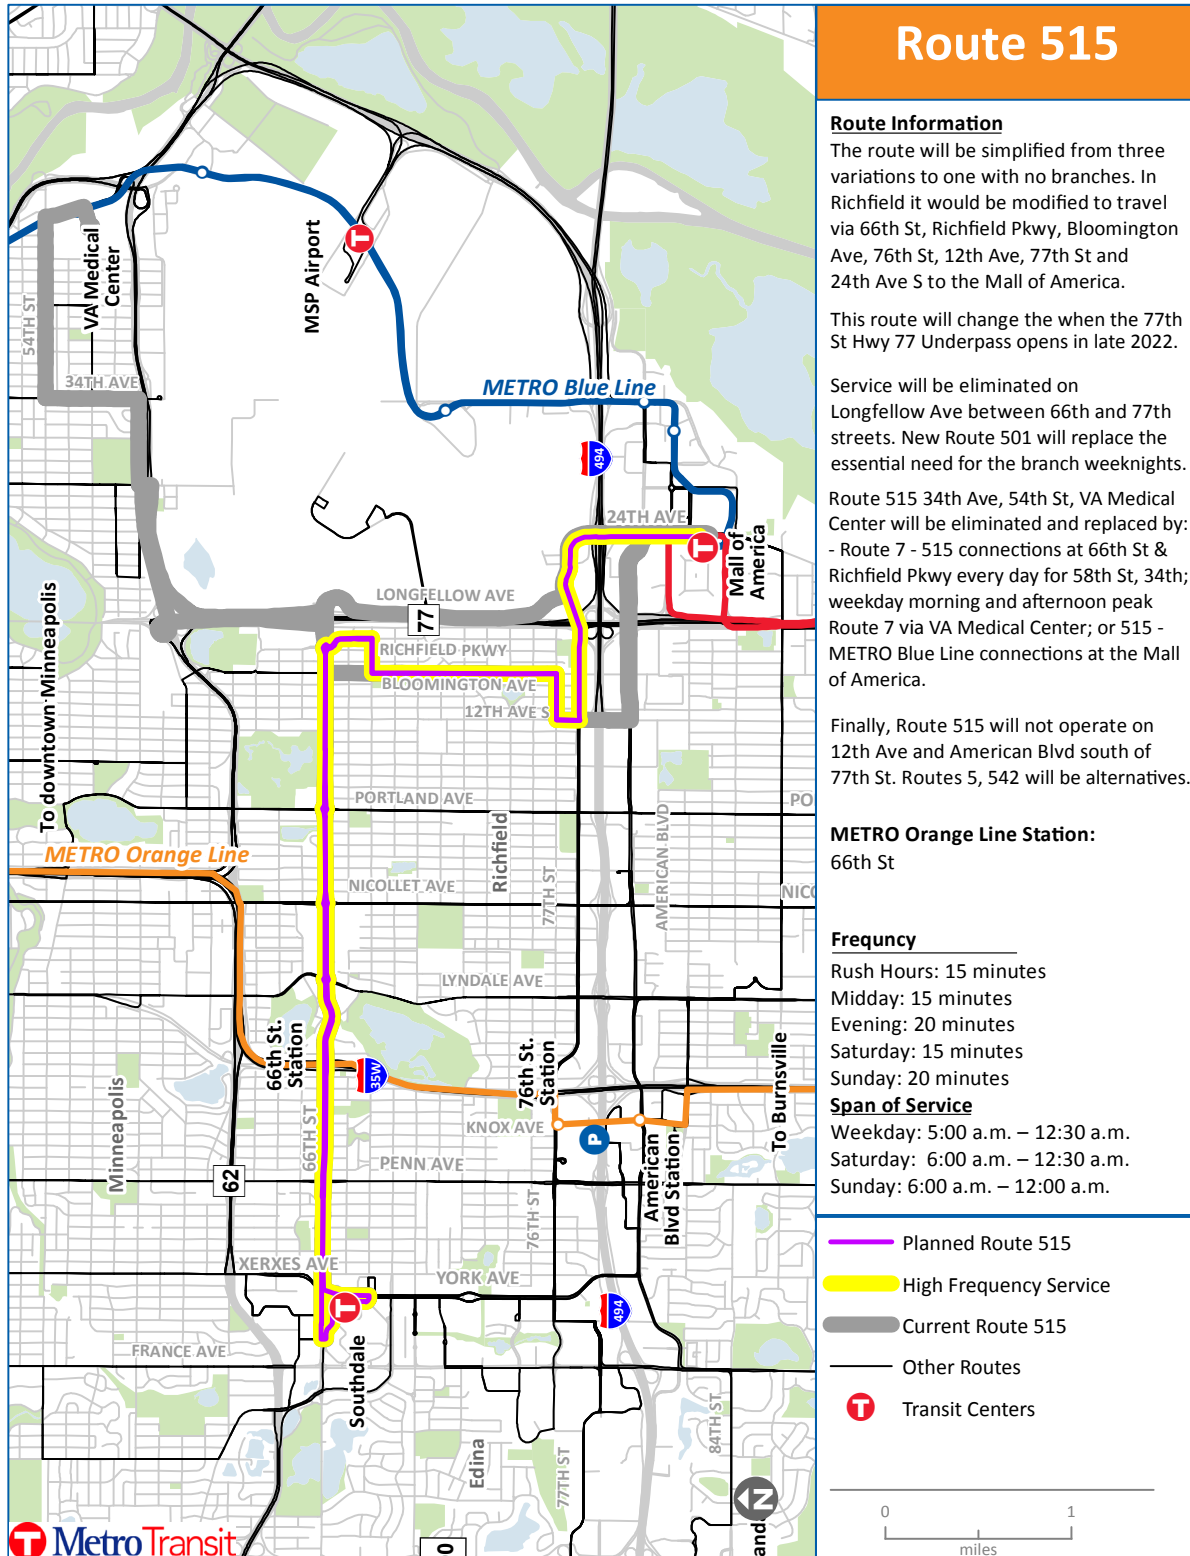 Route 515
Route Information
The route will be simplified from three
variations to one with no branches. In
Richfield it would be modified to travel
via 66th St, Richfield Pkwy, Bloomington
Ave, 76th St, 12th Ave, 77th St and
24th Ave S to the Mall of America.
This route will change the when the 77th
St Hwy 77 Underpass opens in late 2022.
Service will be eliminated on
Longfellow Ave between 66th and 77th
streets. New Route 501 will replace the
essential need for the branch weeknights.
Route 515 34th Ave, 54th St, VA Medical
Center will be eliminated and replaced by:
- Route 7 - 515 connections at 66th St &
Richfield Pkwy every day for 58th St, 34th;
weekday morning and afternoon peak
Route 7 via VA Medical Center; or 515 -
METRO Blue Line connections at the Mall
of America.
Finally, Route 515 will not operate on
12th Ave and American Blvd south of
77th St. Routes 5, 542 will be alternatives.
METRO Orange Line Station:
66th St
Frequncy
Rush Hours: 15 minutes
Midday: 15 minutes
Evening: 20 minutes
Saturday: 15 minutes
Sunday: 20 minutes
Span of Service
Weekday: 5:00 a.m. – 12:30 a.m.
Saturday:  6:00 a.m. – 12:30 a.m.
Sunday: 6:00 a.m. – 12:00 a.m.
Planned Route 515
High Frequency Service
Current Route 515
Other Routes
T
Transit Centers
0
1
miles
54TH ST
VA Medical
Center
34TH AVE
MSP Airport
T
METRO Blue Line
494
24TH AVE
T
Mall of
America
LONGFELLOW AVE
77
RICHFIELD PKWY
BLOOMINGTON AVE
12TH AVE S
To downtown Minneapolis
PORTLAND AVE
PO
METRO Orange Line
NICOLLET AVE
NICO
Richfield
77TH ST
AMERICAN BLVD
LYNDALE AVE
66th St.
Station
35W
76th St.
Station
KNOX AVE
P
American
Blvd Station
To Burnsville
Minneapolis
62
66TH ST
PENN AVE
76TH ST
XERXES AVE
YORK AVE
T
494
FRANCE AVE
Southdale
Edina
77TH ST
84TH ST
N
T MetroTransit